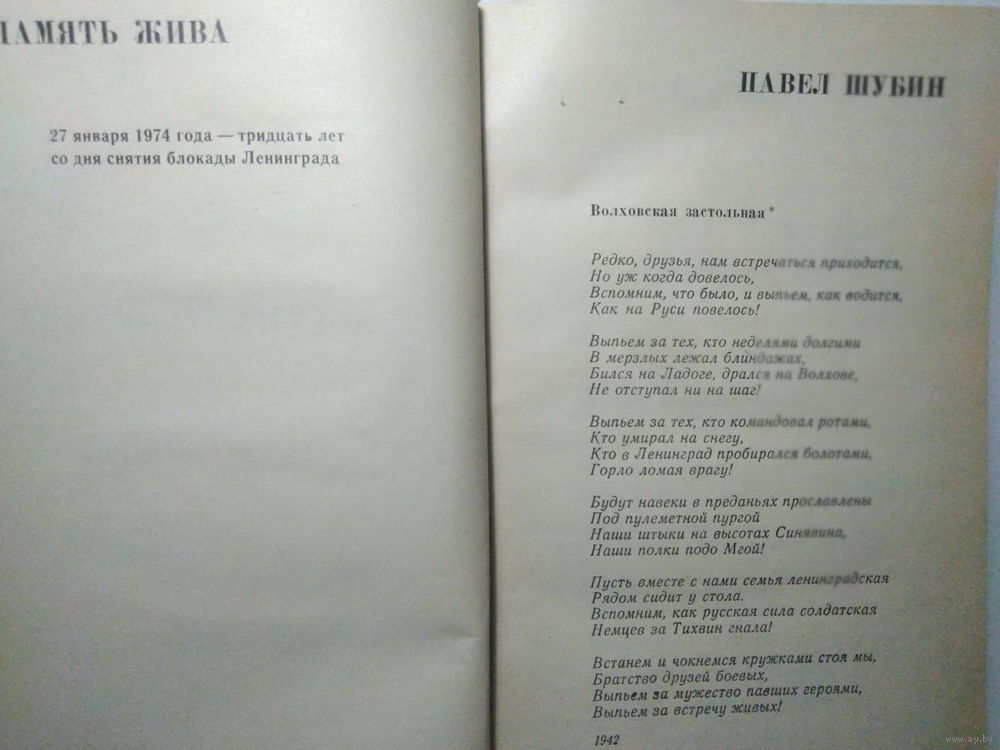 ПАМЯТЬ ЖИВА
27 января 1974 года — тридцать лет
со дня снятия блокады Ленинграда
ПАВЕЛ ШУБИН
Волховская застольная*
Редко, друзья, нам встречаться приходится,
Но уж когда довелось,
Вспомним, что было, и выпьем, как водится,
Как на Руси повелось!
Выпьем за тех, кто неделями долгими
В мерзлых лежал блиндажах,
Бился на Ладоге, дрался на Волхове,
Не отступал ни на шаг!
Выпьем за тех, кто командовал ротами,
Кто умирал на снегу,
Кто в Ленинград пробирался болотами,
Горло ломая врагу!
Будут навеки в преданьях прославлены
Под пулеметной пургой
Наши штыки на высотах Синявина,
Наши полки подо Мгой!
Пусть вместе с нами семья ленинградская
Рядом сидит у стола.
Вспомним, как русская сила солдатская
Немцев за Тихвин гнала!
Встанем и чокнемся кружками стоя мы,
Братство друзей боевых,
Выпьем за мужество павших героями,
Выпьем за встречу живых!
1942
www.ay.by